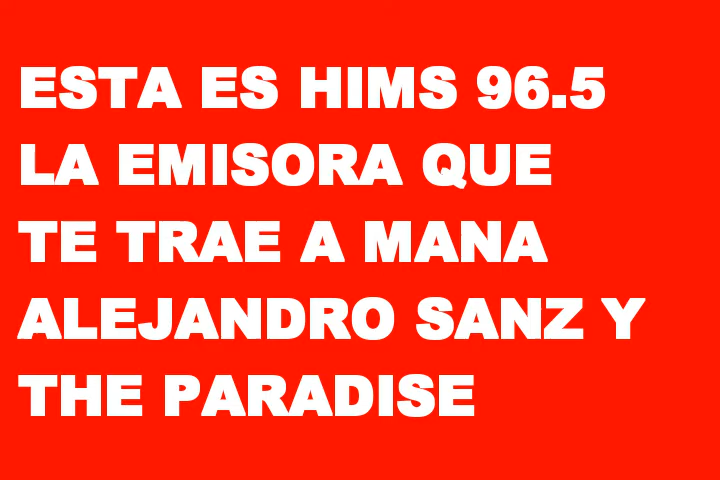 ESTA ES HIMS 96.5
LA EMISORA QUE
TE TRAE A MANA
ALEJANDRO SANZ Y
THE PARADISE